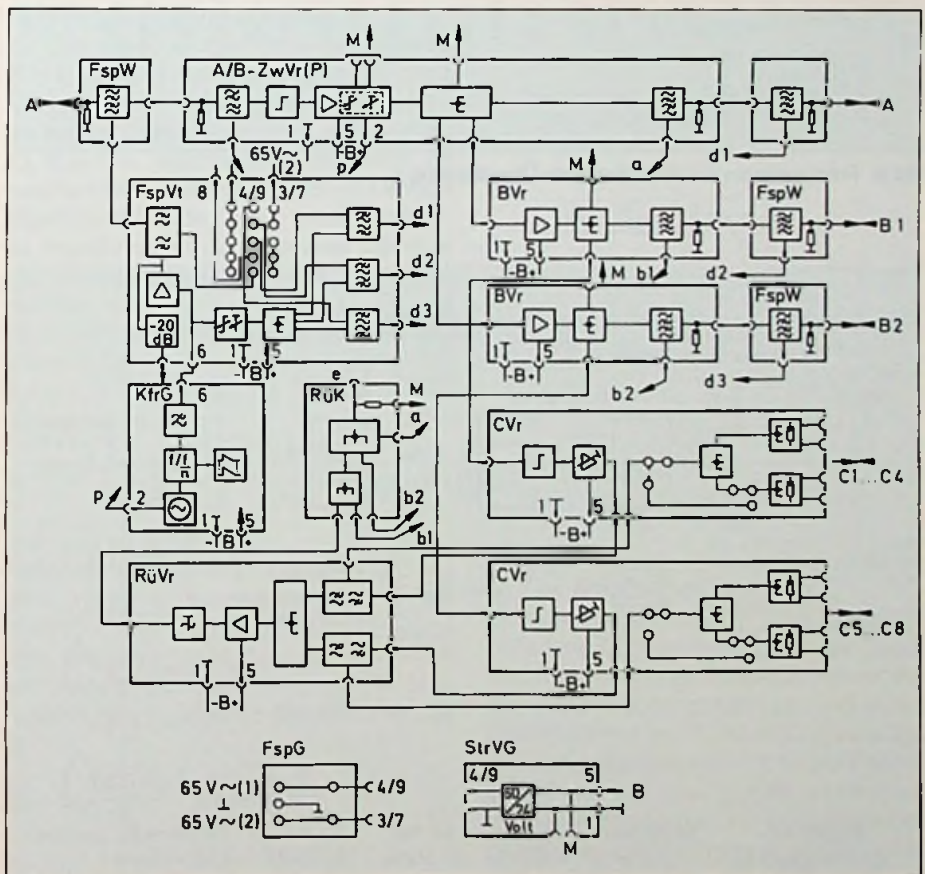 M M
FspW A/B-ZwVr(P)
A A
1 5 2
65 V~ -B+ p a d1
(2)
FspVt 8 4/9 3/7
M
BVr FspW
d1 B1
1 5
-B+ M b1 d2
d2
BVr FspW
-20
dB
d3 B2
6 1 5
-B+
1 5
-B+ b2 d3
KfrG 6
e
RüK M
a
CVr
1/f
n
C1...C4
p 2
1 5
-B+
b2
b1
1 5
-B+
RüVr
CVr
C5...C8
1 5
-B+
1 5
-B+
FspG StrVG
65 V~(1) 4/9
⊥
65 V~(2) 3/7
4/9 5
B
Volt 1
M